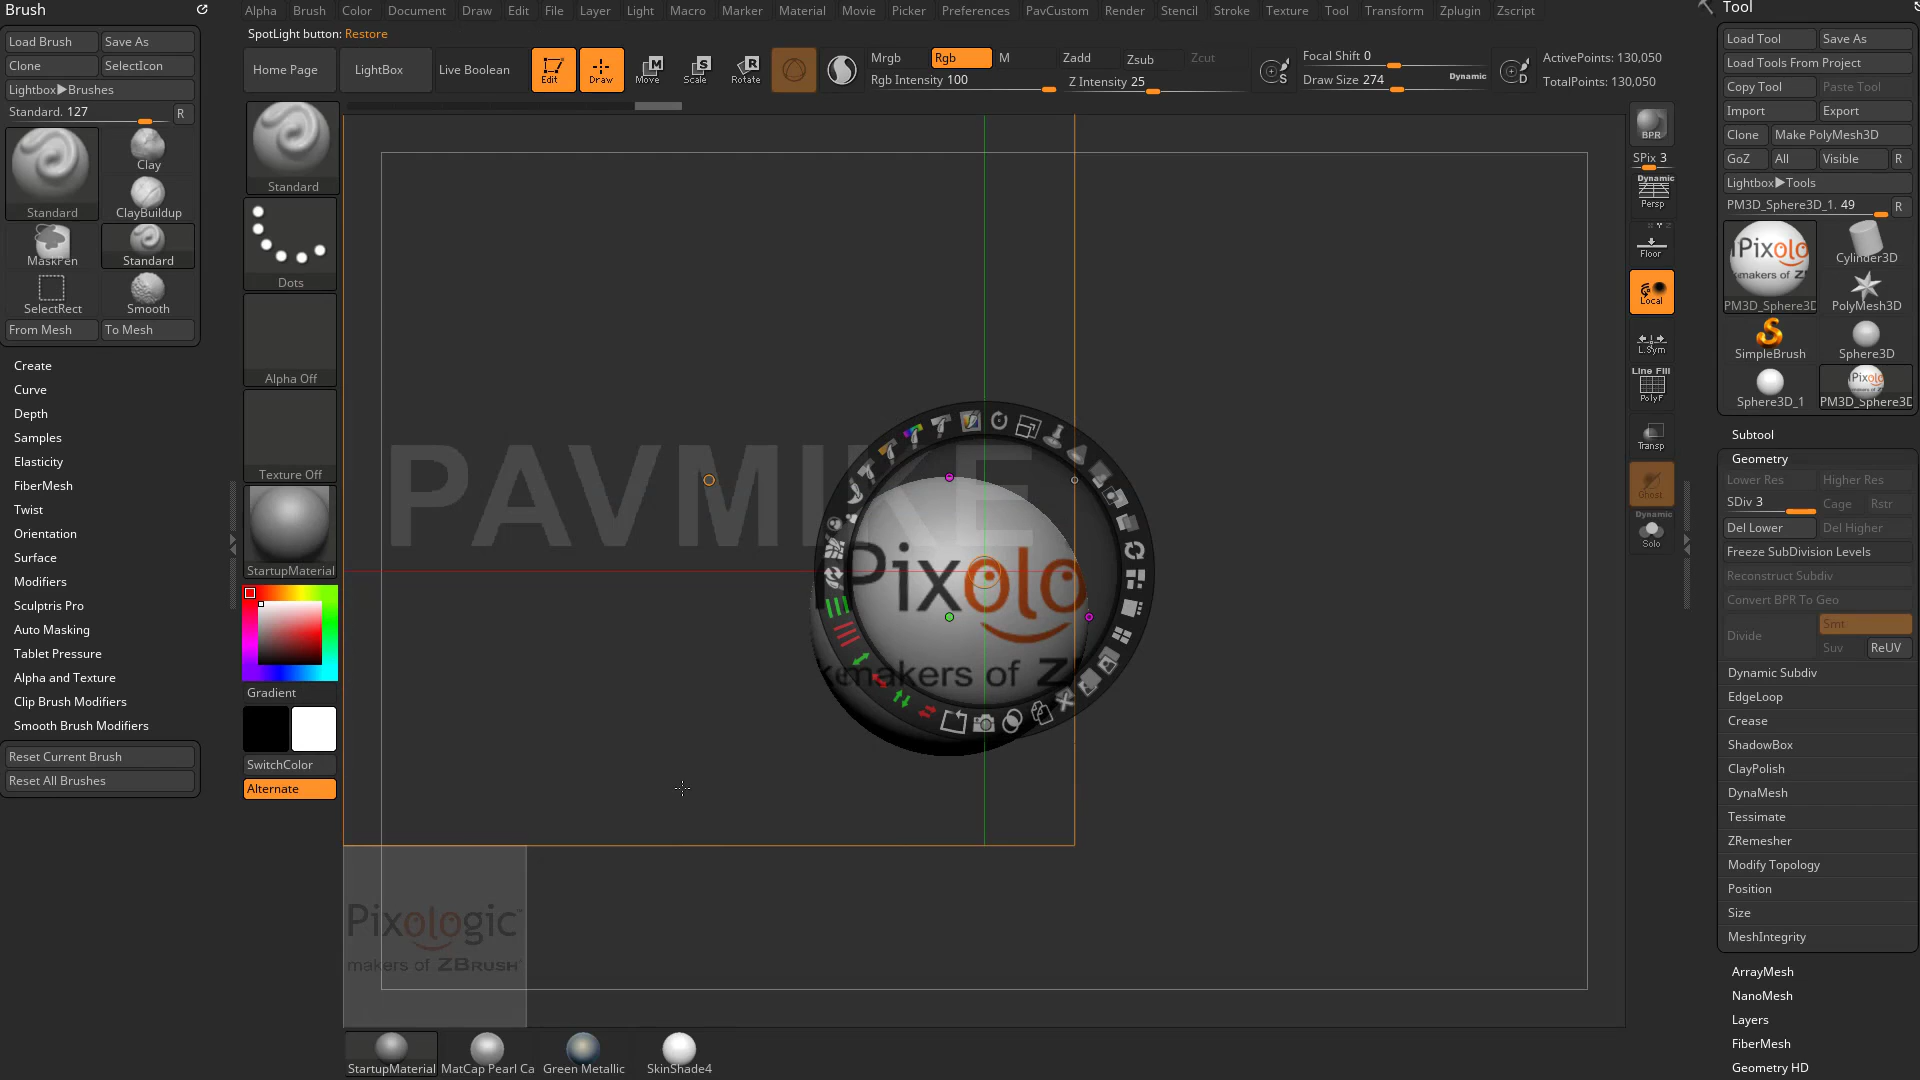 Brush
Alpha Brush Color Document Draw Edit File Layer Light Macro Marker Material Movie Picker Preferences PavCustom Render Stencil Stroke Texture Tool Transform Zplugin Zscript
Tool
SpotLight button: Restore
Load Brush Save As
Clone SelectIcon
Lightbox▶Brushes
Standard. 127 R
Standard
Clay
ClayBuildup
MaskPen
Standard
SelectRect
Smooth
From Mesh To Mesh
Create
Curve
Depth
Samples
Elasticity
FiberMesh
Twist
Orientation
Surface
Modifiers
Sculptris Pro
Auto Masking
Tablet Pressure
Alpha and Texture
Clip Brush Modifiers
Smooth Brush Modifiers
Reset Current Brush
Reset All Brushes
Home Page LightBox Live Boolean Edit Draw Move Scale Rotate
Mrgb Rgb M Zadd Zsub Zcut
Rgb Intensity 100 Z Intensity 25
Focal Shift 0
Draw Size 274 Dynamic
ActivePoints: 130,050
TotalPoints: 130,050
Standard
Dots
Alpha Off
Texture Off
StartupMaterial
Gradient
SwitchColor
Alternate
PAVMIKE
Pixolo
makers of Z
Pixologic™
makers of ZBRUSH®
StartupMaterial MatCap Pearl Ca Green Metallic SkinShade4
BPR
SPix 3
Dynamic
Persp
Floor
Local
L.Sym
Line Fill
PolyF
Transp
Ghost
Dynamic
Solo
Load Tool Save As
Load Tools From Project
Copy Tool Paste Tool
Import Export
Clone Make PolyMesh3D
GoZ All Visible R
Lightbox▶Tools
PM3D_Sphere3D_1. 49 R
Pixolo
makers of Z
PM3D_Sphere3D
Cylinder3D
PolyMesh3D
SimpleBrush
Sphere3D
Sphere3D_1
PM3D_Sphere3D
Subtool
Geometry
Lower Res Higher Res
SDiv 3 Cage Rstr
Del Lower Del Higher
Freeze SubDivision Levels
Reconstruct Subdiv
Convert BPR To Geo
Divide Smt
Suv ReUV
Dynamic Subdiv
EdgeLoop
Crease
ShadowBox
ClayPolish
DynaMesh
Tessimate
ZRemesher
Modify Topology
Position
Size
MeshIntegrity
ArrayMesh
NanoMesh
Layers
FiberMesh
Geometry HD